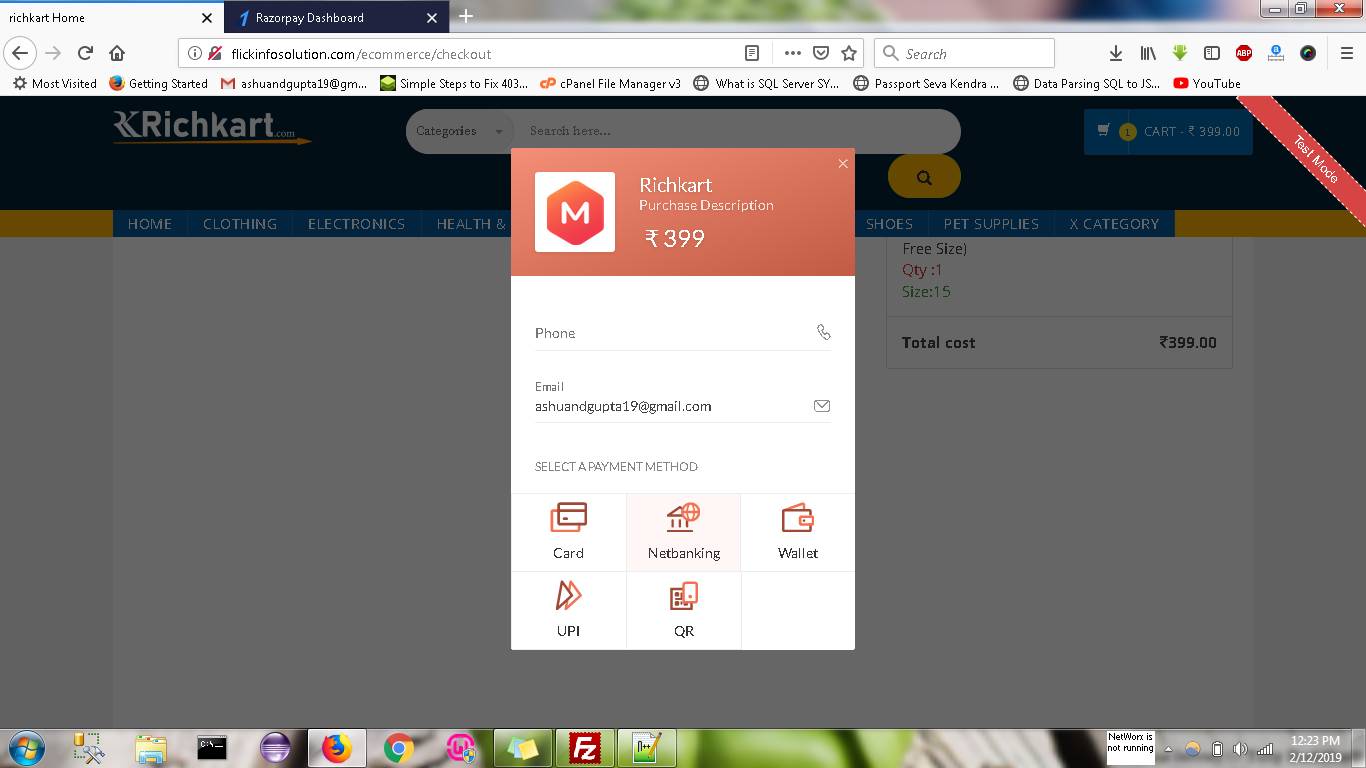 richkart Home
Razorpay Dashboard
flickinfosolution.com/ecommerce/checkout
Search
Most Visited
Getting Started
ashuandgupta19@gm...
Simple Steps to Fix 403...
cPanel File Manager v3
What is SQL Server SY...
Passport Seva Kendra ...
Data Parsing SQL to JS...
YouTube
Richkart.com
Categories
Search here...
1 CART - ₹ 399.00
Test Mode
HOME CLOTHING ELECTRONICS HEALTH & SHOES PET SUPPLIES X CATEGORY
M
Richkart
Purchase Description
₹ 399
Free Size)
Qty :1
Size:15
Total cost ₹399.00
Phone
Email
ashuandgupta19@gmail.com
SELECT A PAYMENT METHOD
Card Netbanking Wallet
UPI QR
NetWorx is
not running
12:23 PM
2/12/2019